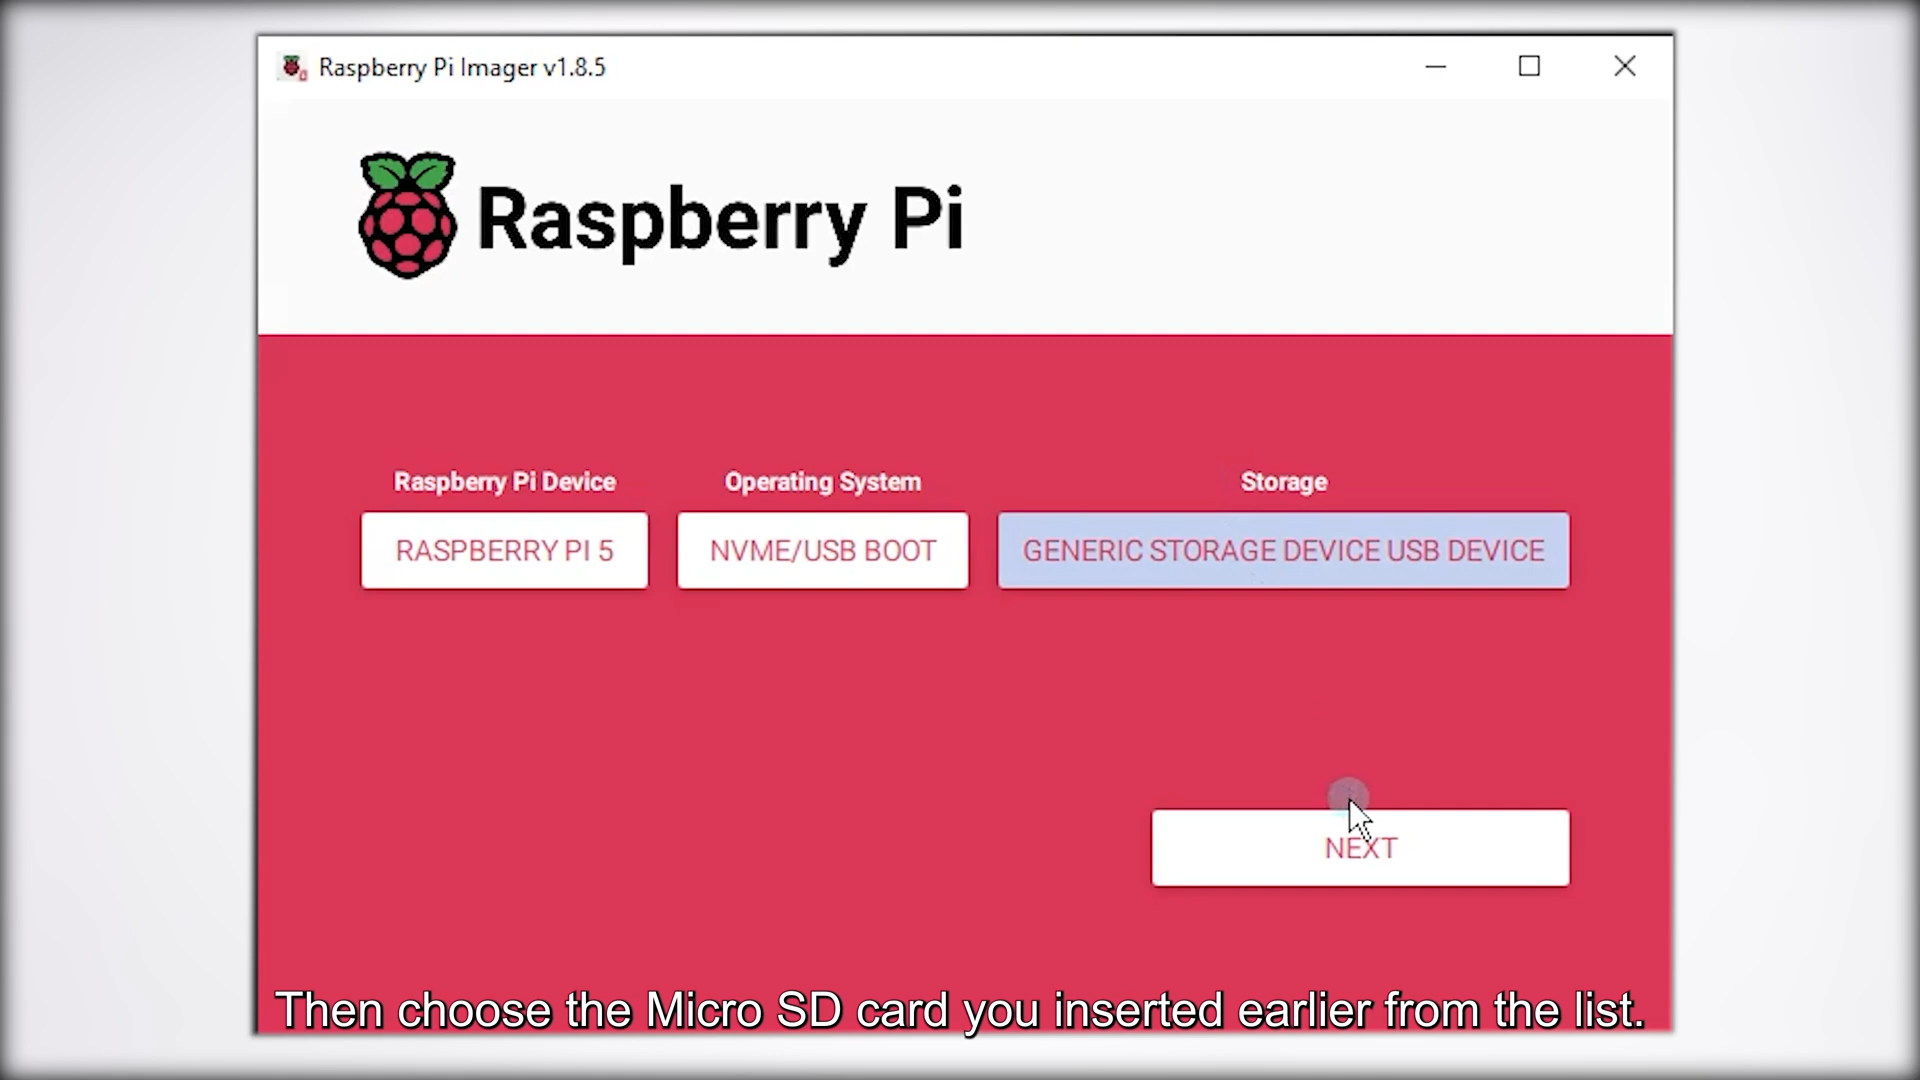 Raspberry Pi Imager v1.8.5
Raspberry Pi
Raspberry Pi Device
Operating System
Storage
RASPBERRY PI 5
NVME/USB BOOT
GENERIC STORAGE DEVICE USB DEVICE
NEXT
Then choose the Micro SD card you inserted earlier from the list.